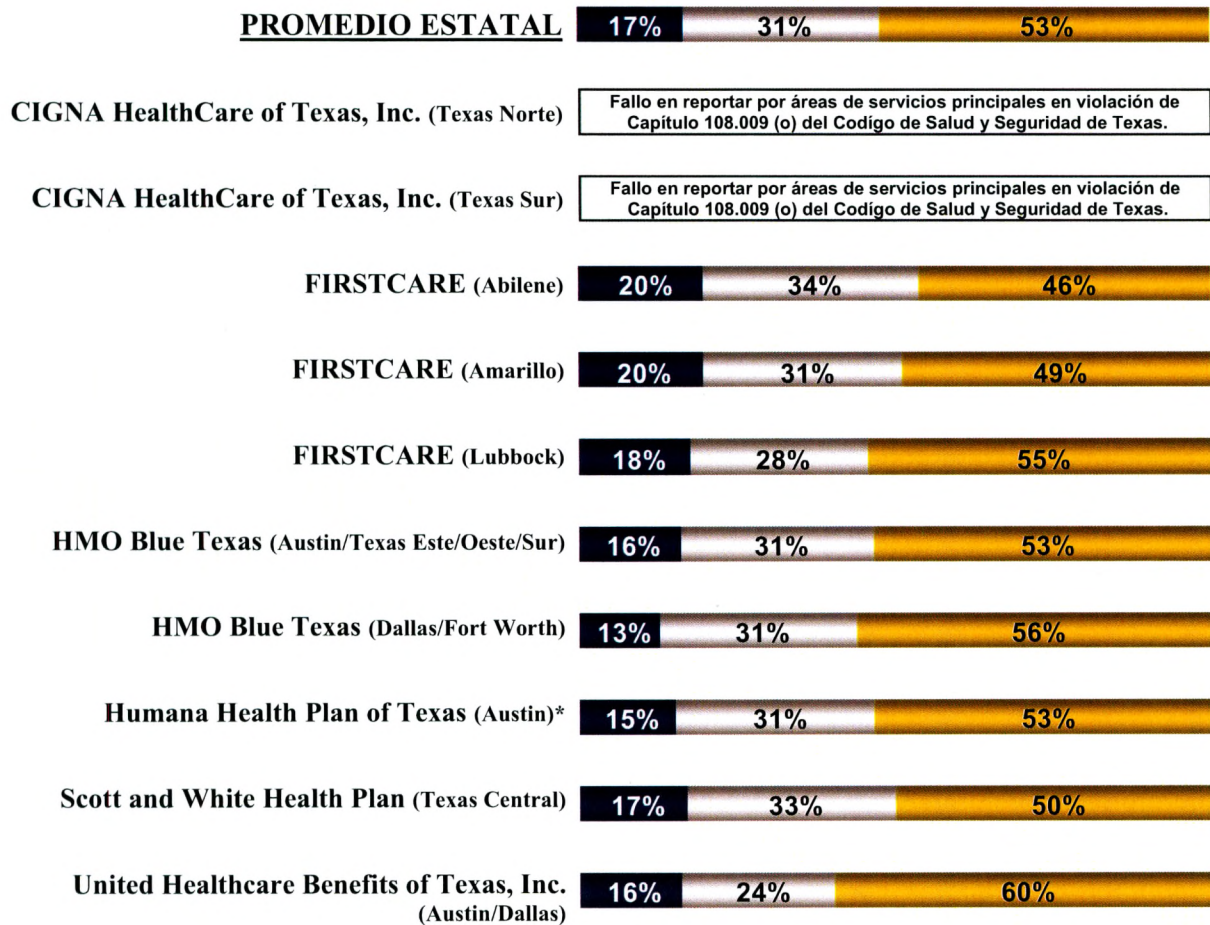 PROMEDIO ESTATAL 17% 31% 53%
CIGNA HealthCare of Texas, Inc. (Texas Norte) Fallo en reportar por áreas de servicios principales en violación de
Capítulo 108.009 (o) del Codígo de Salud y Seguridad de Texas.
CIGNA HealthCare of Texas, Inc. (Texas Sur) Fallo en reportar por áreas de servicios principales en violación de
Capítulo 108.009 (o) del Codígo de Salud y Seguridad de Texas.
FIRSTCARE (Abilene) 20% 34% 46%
FIRSTCARE (Amarillo) 20% 31% 49%
FIRSTCARE (Lubbock) 18% 28% 55%
HMO Blue Texas (Austin/Texas Este/Oeste/Sur) 16% 31% 53%
HMO Blue Texas (Dallas/Fort Worth) 13% 31% 56%
Humana Health Plan of Texas (Austin)* 15% 31% 53%
Scott and White Health Plan (Texas Central) 17% 33% 50%
United Healthcare Benefits of Texas, Inc. 16% 24% 60%
(Austin/Dallas)